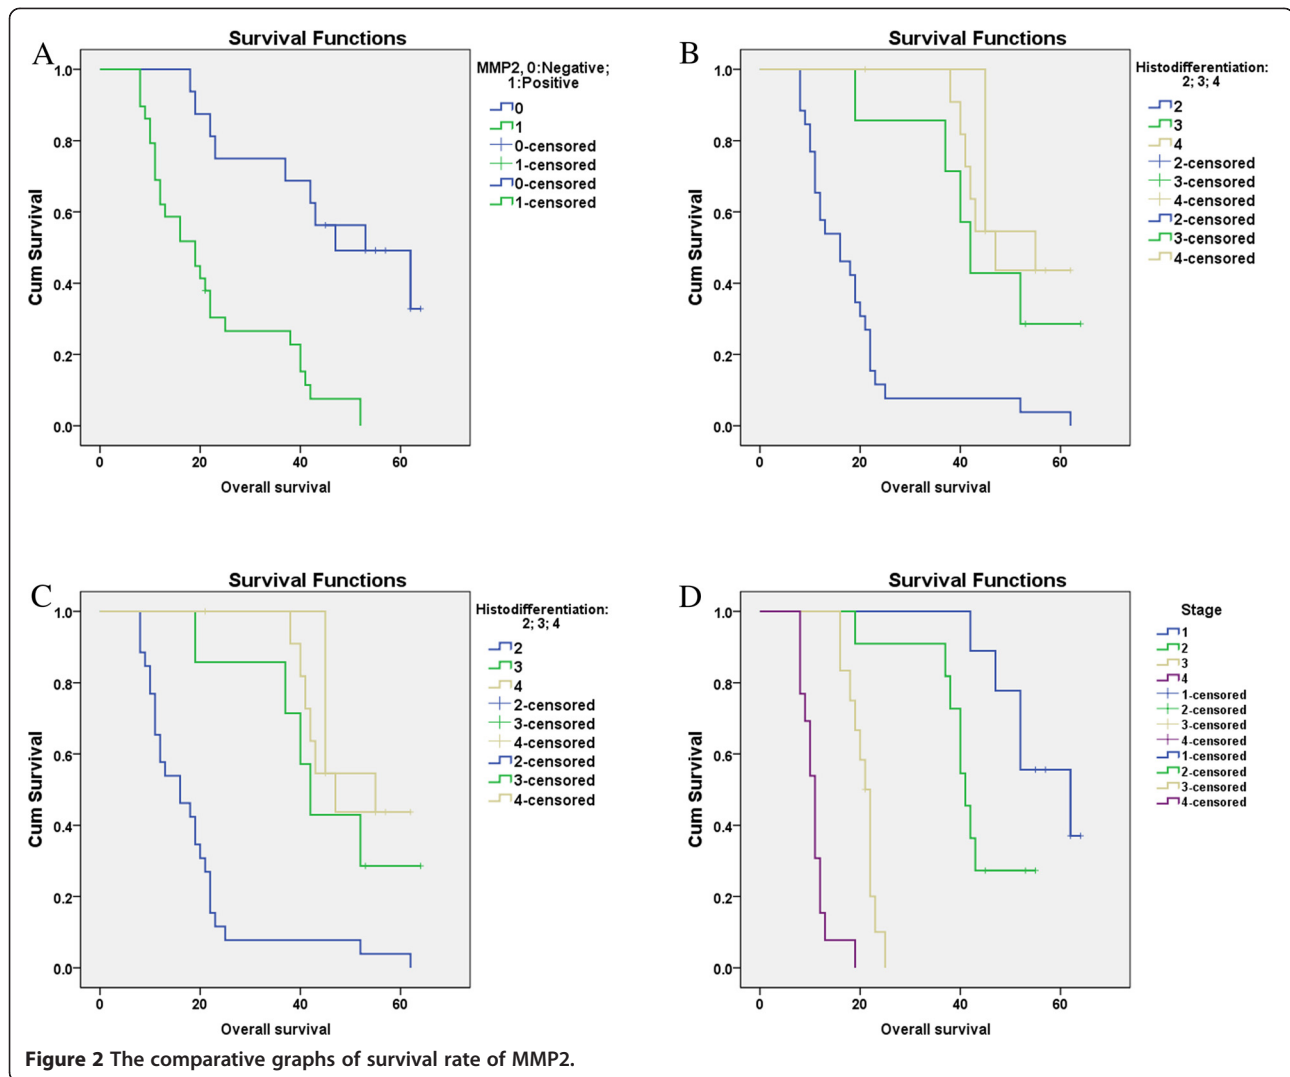 A
Survival Functions
Cum Survival
1.0
0.8
0.6
0.4
0.2
0.0
0
20
40
60
Overall survival
MMP2, 0:Negative;
1:Positive
0
1
0-censored
1-censored
0-censored
1-censored
B
Survival Functions
Cum Survival
1.0
0.8
0.6
0.4
0.2
0.0
0
20
40
60
Overall survival
Histodifferentiation:
2; 3; 4
2
3
4
2-censored
3-censored
4-censored
2-censored
3-censored
4-censored
C
Survival Functions
Cum Survival
1.0
0.8
0.6
0.4
0.2
0.0
0
20
40
60
Overall survival
Histodifferentiation:
2; 3; 4
2
3
4
2-censored
3-censored
4-censored
2-censored
3-censored
4-censored
D
Survival Functions
Cum Survival
1.0
0.8
0.6
0.4
0.2
0.0
0
20
40
60
Overall survival
Stage
1
2
3
4
1-censored
2-censored
3-censored
4-censored
1-censored
2-censored
3-censored
4-censored
Figure 2 The comparative graphs of survival rate of MMP2.